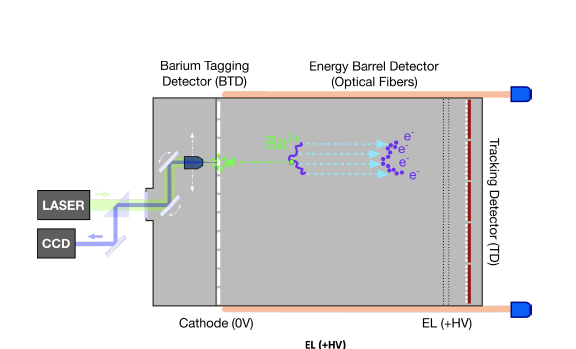 Barium Tagging
Detector (BTD)
Energy Barrel Detector
(Optical Fibers)
Ba²⁺
e⁻
e⁻
e⁻
e⁻
Tracking Detector (TD)
LASER
CCD
Cathode (0V)
EL (+HV)
EL (+HV)